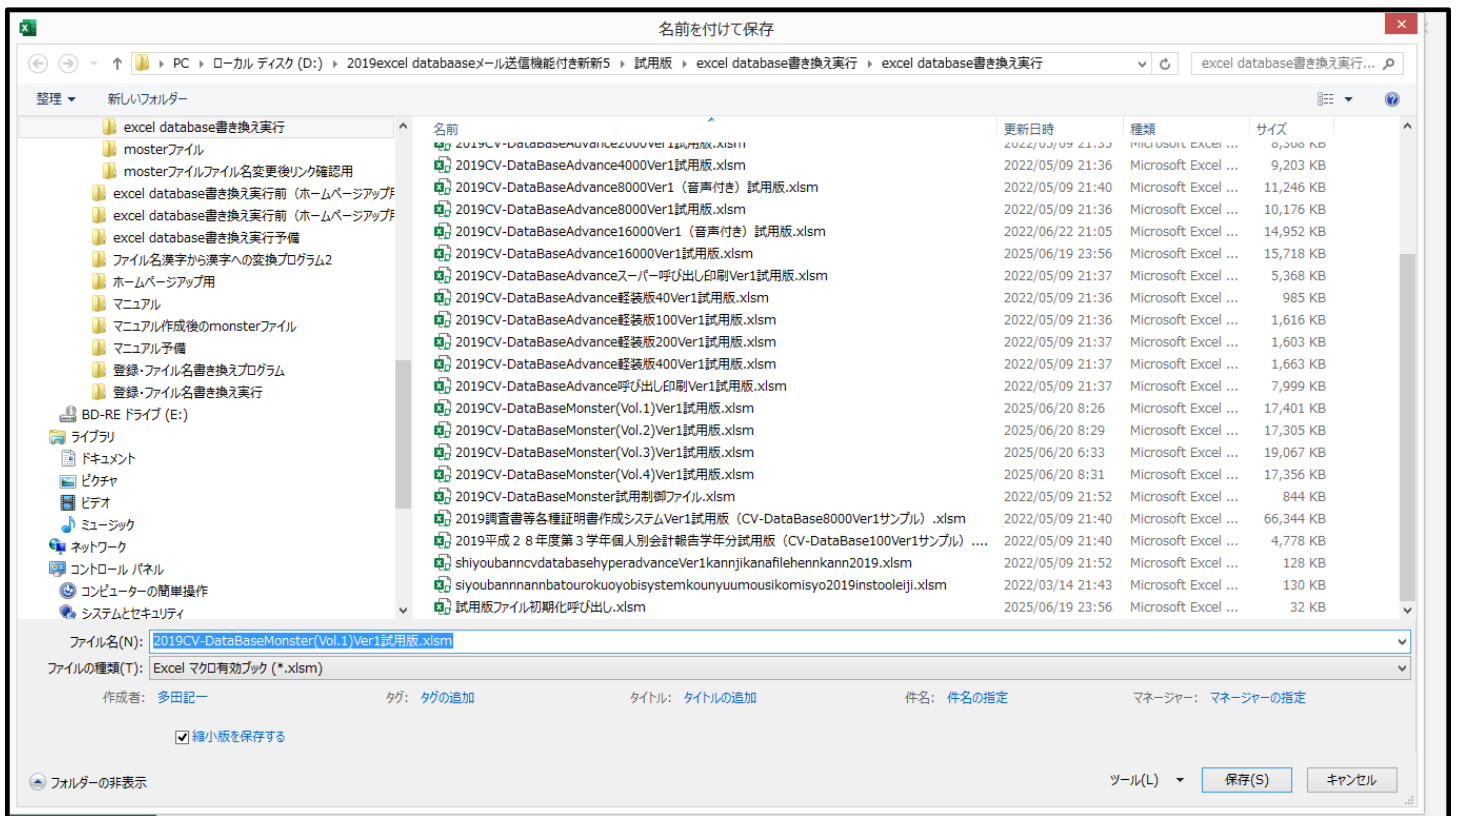 名前を付けて保存
PC ▸ ローカル ディスク (D:) ▸ 2019excel databaaseメール送信機能付き新新5 ▸ 試用版 ▸ excel database書き換え実行 ▸ excel database書き換え実行
excel database書き換え実行...
整理 ▼ 新しいフォルダー
excel database書き換え実行
mosterファイル
mosterファイルファイル名変更後リンク確認用
excel database書き換え実行前（ホームページアップ用
excel database書き換え実行前（ホームページアップ用
excel database書き換え実行予備
ファイル名漢字から漢字への変換プログラム2
ホームページアップ用
マニュアル
マニュアル作成後のmonsterファイル
マニュアル予備
登録・ファイル名書き換えプログラム
登録・ファイル名書き換え実行
BD-RE ドライブ (E:)
ライブラリ
ドキュメント
ピクチャ
ビデオ
ミュージック
ネットワーク
コントロール パネル
コンピューターの簡単操作
システムとセキュリティ
名前 更新日時 種類 サイズ
2019CV-DataBaseAdvance2000Ver1試用版.xlsm 2022/05/09 21:35 Microsoft Excel ... 8,368 KB
2019CV-DataBaseAdvance4000Ver1試用版.xlsm 2022/05/09 21:36 Microsoft Excel ... 9,203 KB
2019CV-DataBaseAdvance8000Ver1（音声付き）試用版.xlsm 2022/05/09 21:40 Microsoft Excel ... 11,246 KB
2019CV-DataBaseAdvance8000Ver1試用版.xlsm 2022/05/09 21:36 Microsoft Excel ... 10,176 KB
2019CV-DataBaseAdvance16000Ver1（音声付き）試用版.xlsm 2022/06/22 21:05 Microsoft Excel ... 14,952 KB
2019CV-DataBaseAdvance16000Ver1試用版.xlsm 2025/06/19 23:56 Microsoft Excel ... 15,718 KB
2019CV-DataBaseAdvanceスーパー呼び出し印刷Ver1試用版.xlsm 2022/05/09 21:37 Microsoft Excel ... 5,368 KB
2019CV-DataBaseAdvance軽装版40Ver1試用版.xlsm 2022/05/09 21:36 Microsoft Excel ... 985 KB
2019CV-DataBaseAdvance軽装版100Ver1試用版.xlsm 2022/05/09 21:36 Microsoft Excel ... 1,616 KB
2019CV-DataBaseAdvance軽装版200Ver1試用版.xlsm 2022/05/09 21:37 Microsoft Excel ... 1,603 KB
2019CV-DataBaseAdvance軽装版400Ver1試用版.xlsm 2022/05/09 21:37 Microsoft Excel ... 1,663 KB
2019CV-DataBaseAdvance呼び出し印刷Ver1試用版.xlsm 2022/05/09 21:37 Microsoft Excel ... 7,999 KB
2019CV-DataBaseMonster(Vol.1)Ver1試用版.xlsm 2025/06/20 8:26 Microsoft Excel ... 17,401 KB
2019CV-DataBaseMonster(Vol.2)Ver1試用版.xlsm 2025/06/20 8:29 Microsoft Excel ... 17,305 KB
2019CV-DataBaseMonster(Vol.3)Ver1試用版.xlsm 2025/06/20 6:33 Microsoft Excel ... 19,067 KB
2019CV-DataBaseMonster(Vol.4)Ver1試用版.xlsm 2025/06/20 8:31 Microsoft Excel ... 17,356 KB
2019CV-DataBaseMonster試用制御ファイル.xlsm 2022/05/09 21:52 Microsoft Excel ... 844 KB
2019調査書等各種証明書作成システムVer1試用版（CV-DataBase8000Ver1サンプル）.xlsm 2022/05/09 21:40 Microsoft Excel ... 66,344 KB
2019平成２８年度第３学年個人別会計報告学年分試用版（CV-DataBase100Ver1サンプル）.... 2022/05/09 21:40 Microsoft Excel ... 4,778 KB
shiyoubanncvdatabasehyperadvanceVer1kannjikanafilehennkann2019.xlsm 2022/05/09 21:52 Microsoft Excel ... 128 KB
siyoubannnannbatourokuoyobisystemkounyuumousikomisyo2019instooleiji.xlsm 2022/03/14 21:43 Microsoft Excel ... 130 KB
試用版ファイル初期化呼び出し.xlsm 2025/06/19 23:56 Microsoft Excel ... 32 KB
ファイル名(N): 2019CV-DataBaseMonster(Vol.1)Ver1試用版.xlsm
ファイルの種類(T): Excel マクロ有効ブック (*.xlsm)
作成者: 多田記一 タグ: タグの追加 タイトル: タイトルの追加 件名: 件名の指定 マネージャー: マネージャーの指定
縮小版を保存する
フォルダーの非表示 ツール(L) ▼ 保存(S) キャンセル